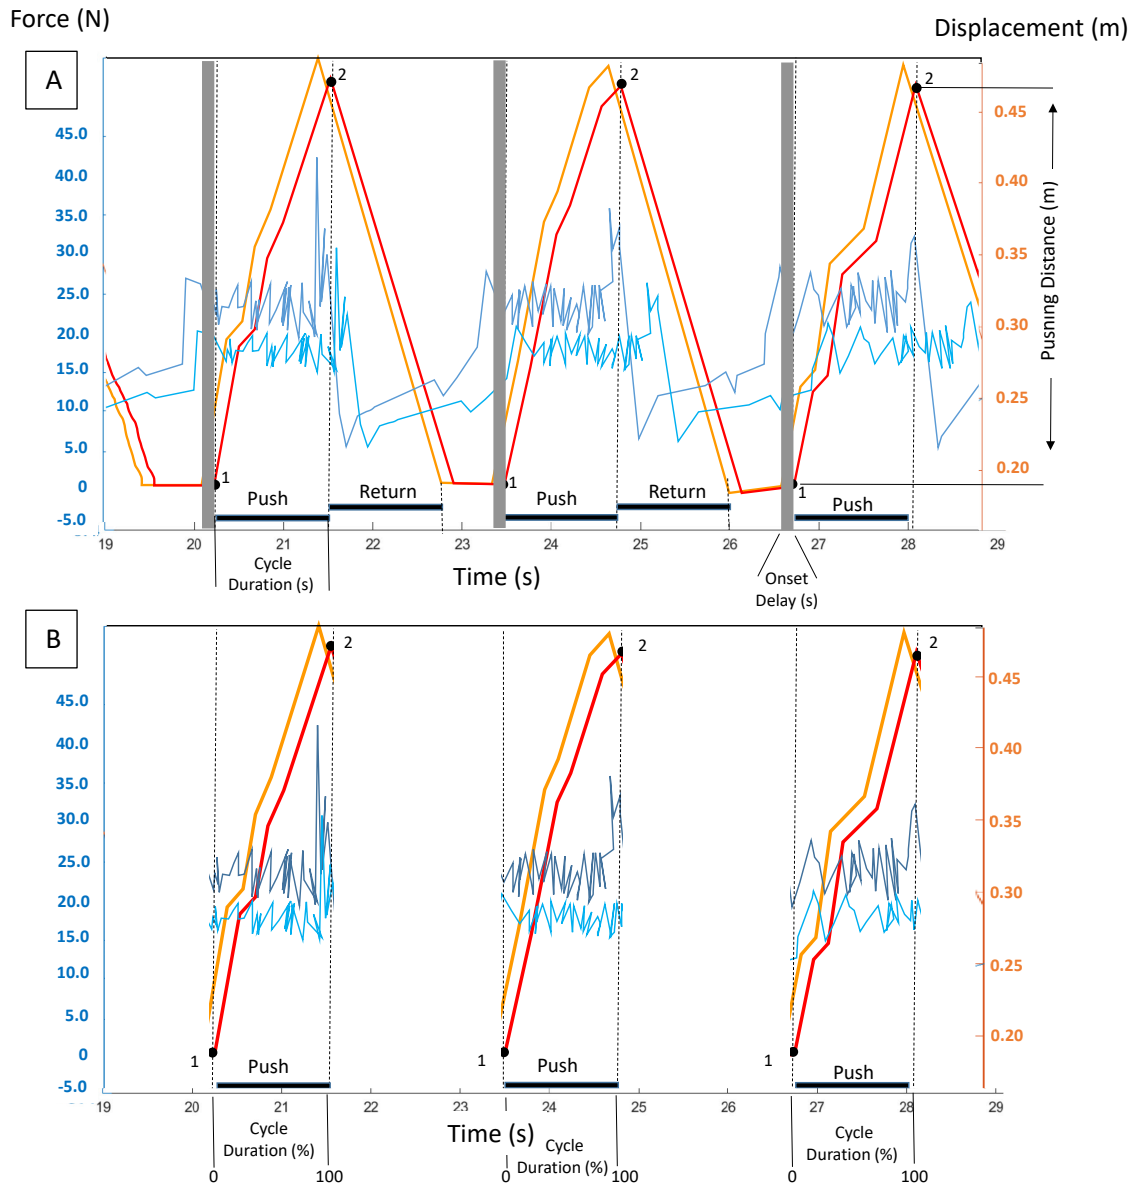 Force (N)
Displacement (m)
A
2
2
2
45.0
40.0
35.0
30.0
25.0
20.0
15.0
10.0
5.0
0
-5.0
0.45
0.40
0.35
0.30
0.25
0.20
Pusning Distance (m)
1
1
1
Push
Return
Push
Return
Push
19
20
21
22
23
24
25
26
27
28
29
Cycle
Duration (s)
Time (s)
Onset
Delay (s)
B
2
2
2
45.0
40.0
35.0
30.0
25.0
20.0
15.0
10.0
5.0
0
-5.0
0.45
0.40
0.35
0.30
0.25
0.20
1
1
1
Push
Push
Push
19
20
21
22
23
24
25
26
27
28
29
Cycle
Duration (%)
0
100
Time (s)
Cycle
Duration (%)
0
100
Cycle
Duration (%)
0
100